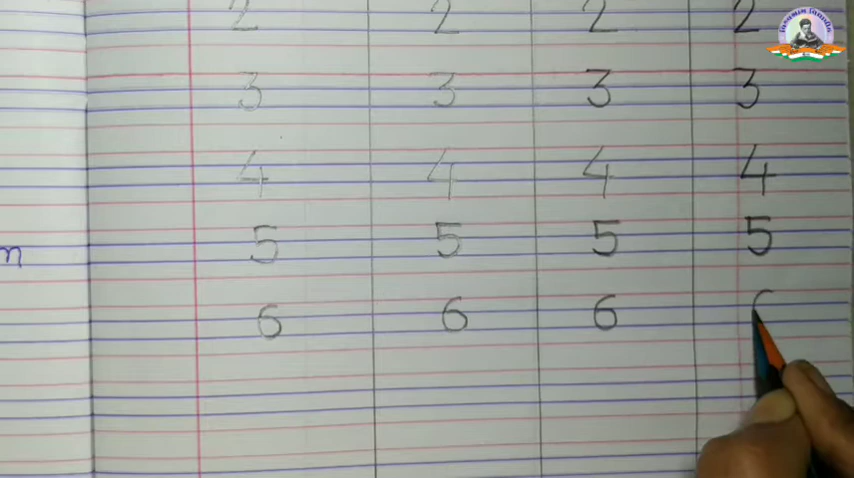 2 2 2 2
3 3 3 3
4 4 4 4
5 5 5 5
n
6 6 6